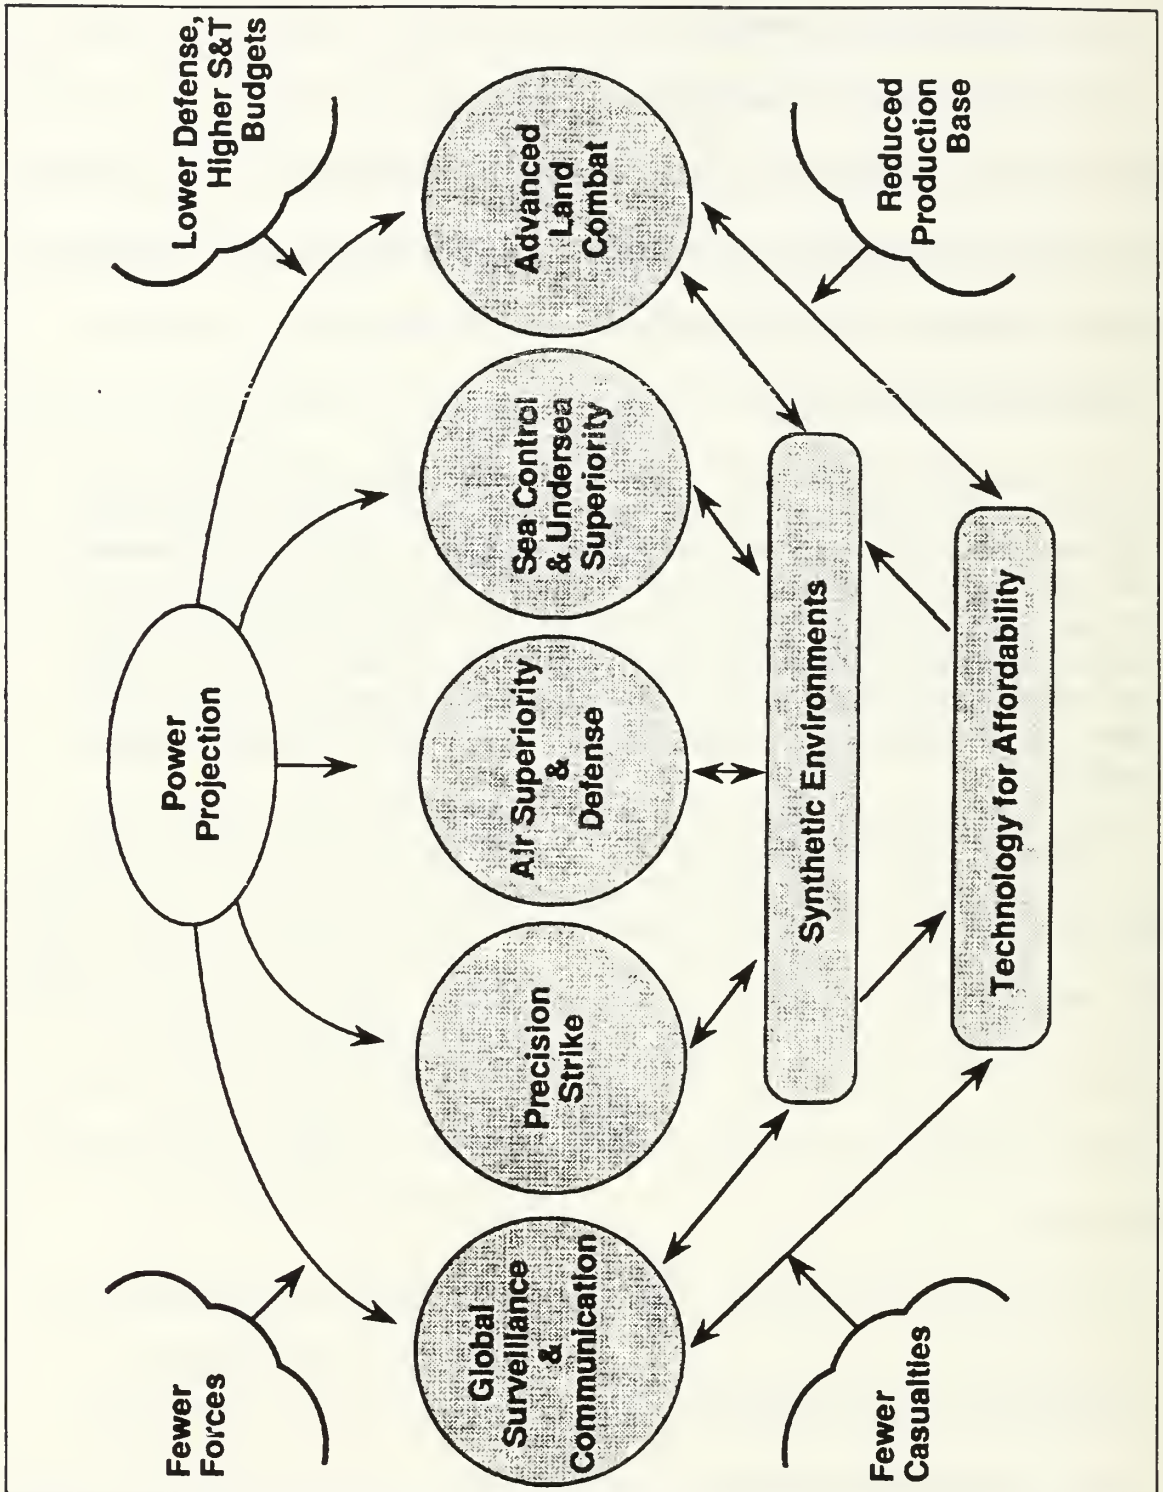 Power
Projection
Fewer
Forces
Lower Defense,
Higher S&T
Budgets
Global
Surveillance
&
Communication
Precision
Strike
Air Superiority
&
Defense
Sea Control
& Undersea
Superiority
Advanced
Land
Combat
Synthetic Environments
Technology for Affordability
Fewer
Casualties
Reduced
Production
Base